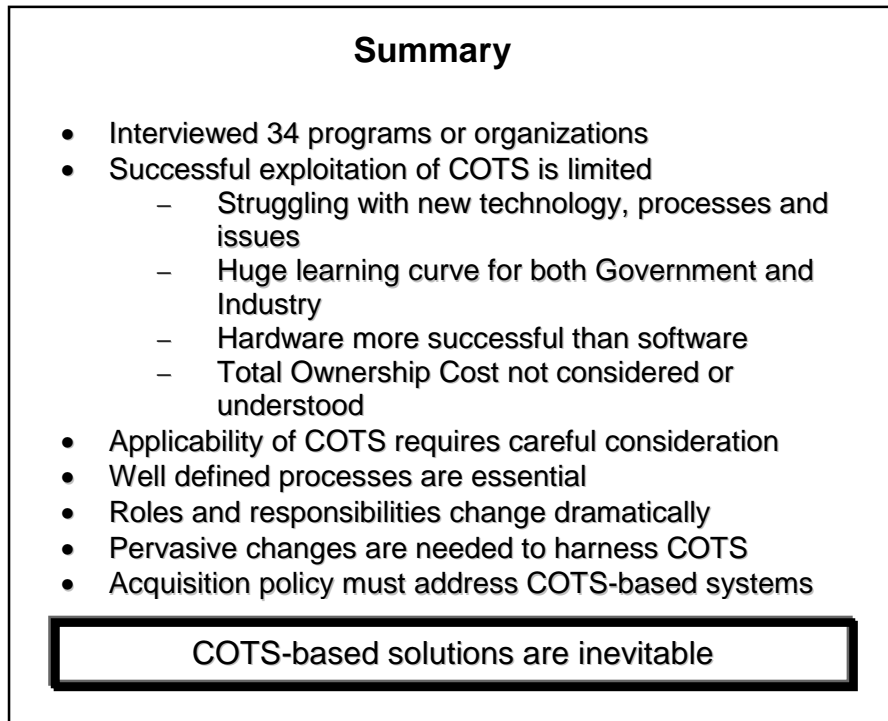 Summary
• Interviewed 34 programs or organizations
• Successful exploitation of COTS is limited
– Struggling with new technology, processes and
issues
– Huge learning curve for both Government and
Industry
– Hardware more successful than software
– Total Ownership Cost not considered or
understood
• Applicability of COTS requires careful consideration
• Well defined processes are essential
• Roles and responsibilities change dramatically
• Pervasive changes are needed to harness COTS
• Acquisition policy must address COTS-based systems
COTS-based solutions are inevitable